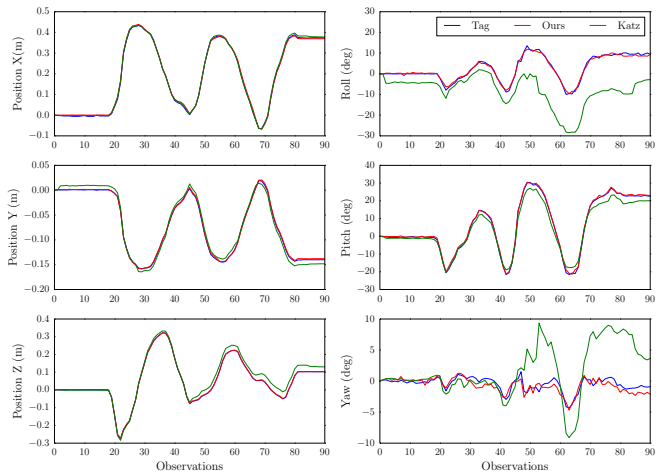 0.5
0.4
0.3
0.2
0.1
0.0
−0.1
Position X(m)
0 10 20 30 40 50 60 70 80 90
30
20
10
0
−10
−20
−30
Roll (deg)
Tag Ours Katz
0 10 20 30 40 50 60 70 80 90
0.05
0.00
−0.05
−0.10
−0.15
−0.20
Position Y (m)
0 10 20 30 40 50 60 70 80 90
40
30
20
10
0
−10
−20
−30
Pitch (deg)
0 10 20 30 40 50 60 70 80 90
0.4
0.3
0.2
0.1
0.0
−0.1
−0.2
−0.3
Position Z (m)
0 10 20 30 40 50 60 70 80 90
Observations
10
5
0
−5
−10
Yaw (deg)
0 10 20 30 40 50 60 70 80 90
Observations